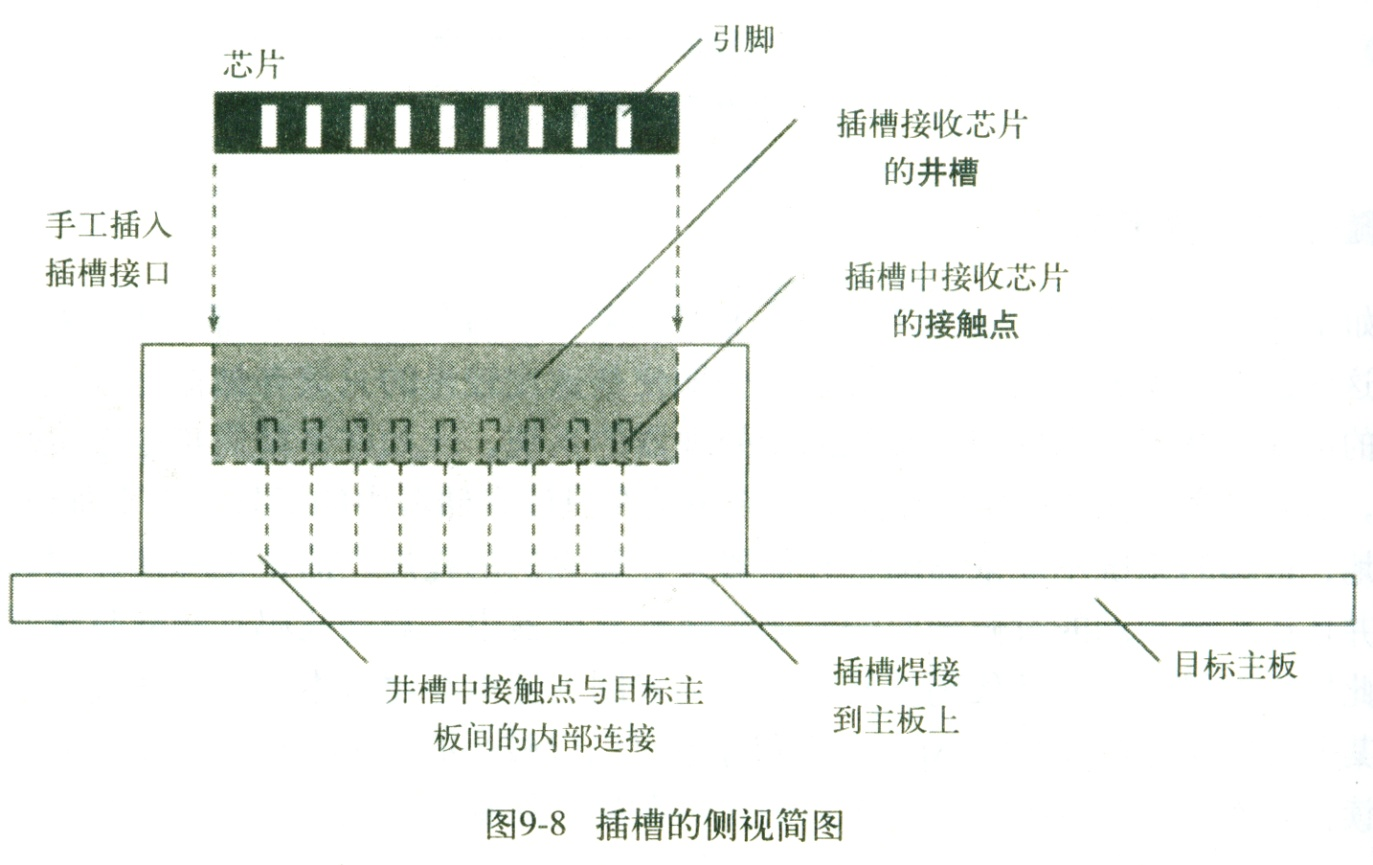 引脚
芯片
插槽接收芯片
的井槽
手工插入
插槽接口
插槽中接收芯片
的接触点
目标主板
插槽焊接
到主板上
井槽中接触点与目标主
板间的内部连接
图9-8 插槽的侧视简图